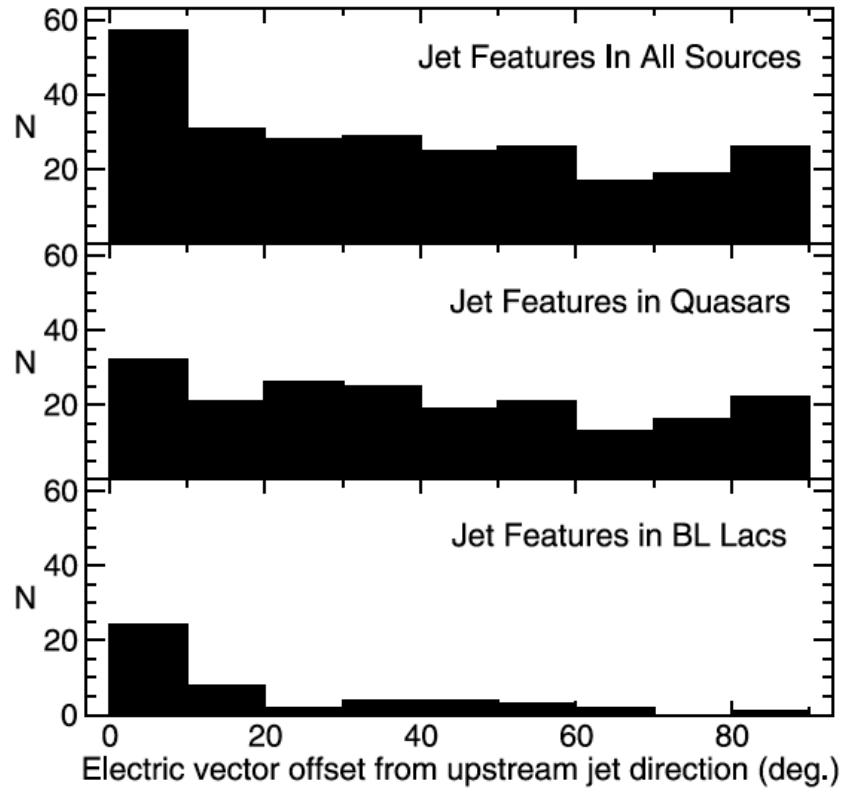 60
Jet Features In All Sources
40
N
20
60
Jet Features in Quasars
40
N
20
60
Jet Features in BL Lacs
40
N
20
0
0 20 40 60 80
Electric vector offset from upstream jet direction (deg.)